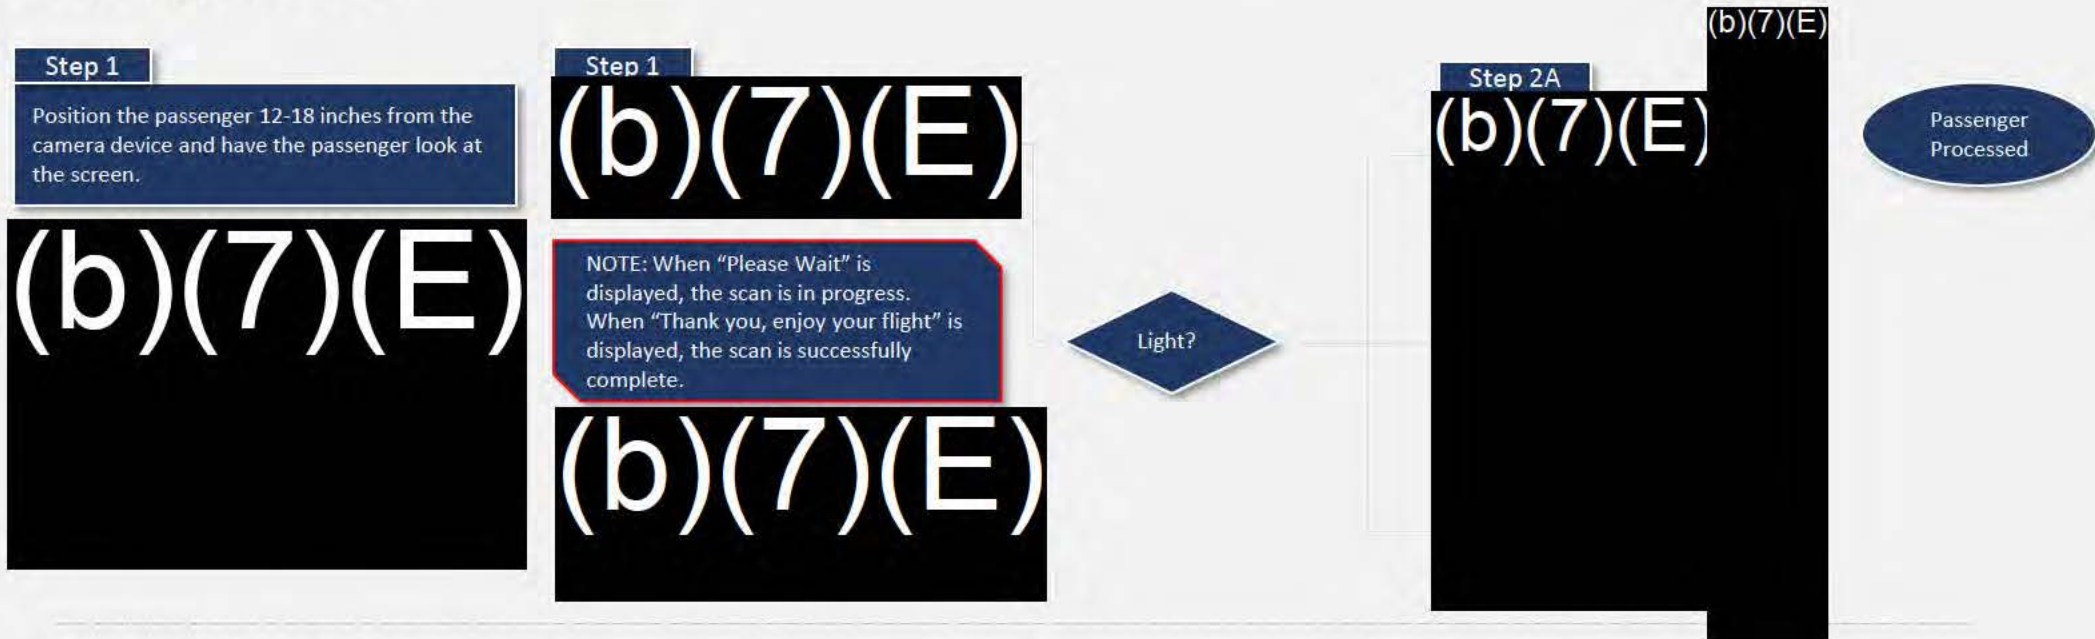 Step 1
Position the passenger 12-18 inches from the
camera device and have the passenger look at
the screen.
(b)(7)(E)
Step 1
(b)(7)(E)
NOTE: When “Please Wait” is
displayed, the scan is in progress.
When “Thank you, enjoy your flight” is
displayed, the scan is successfully
complete.
(b)(7)(E)
Light?
Step 2A
(b)(7)(E)
(b)(7)(E)
Passenger
Processed